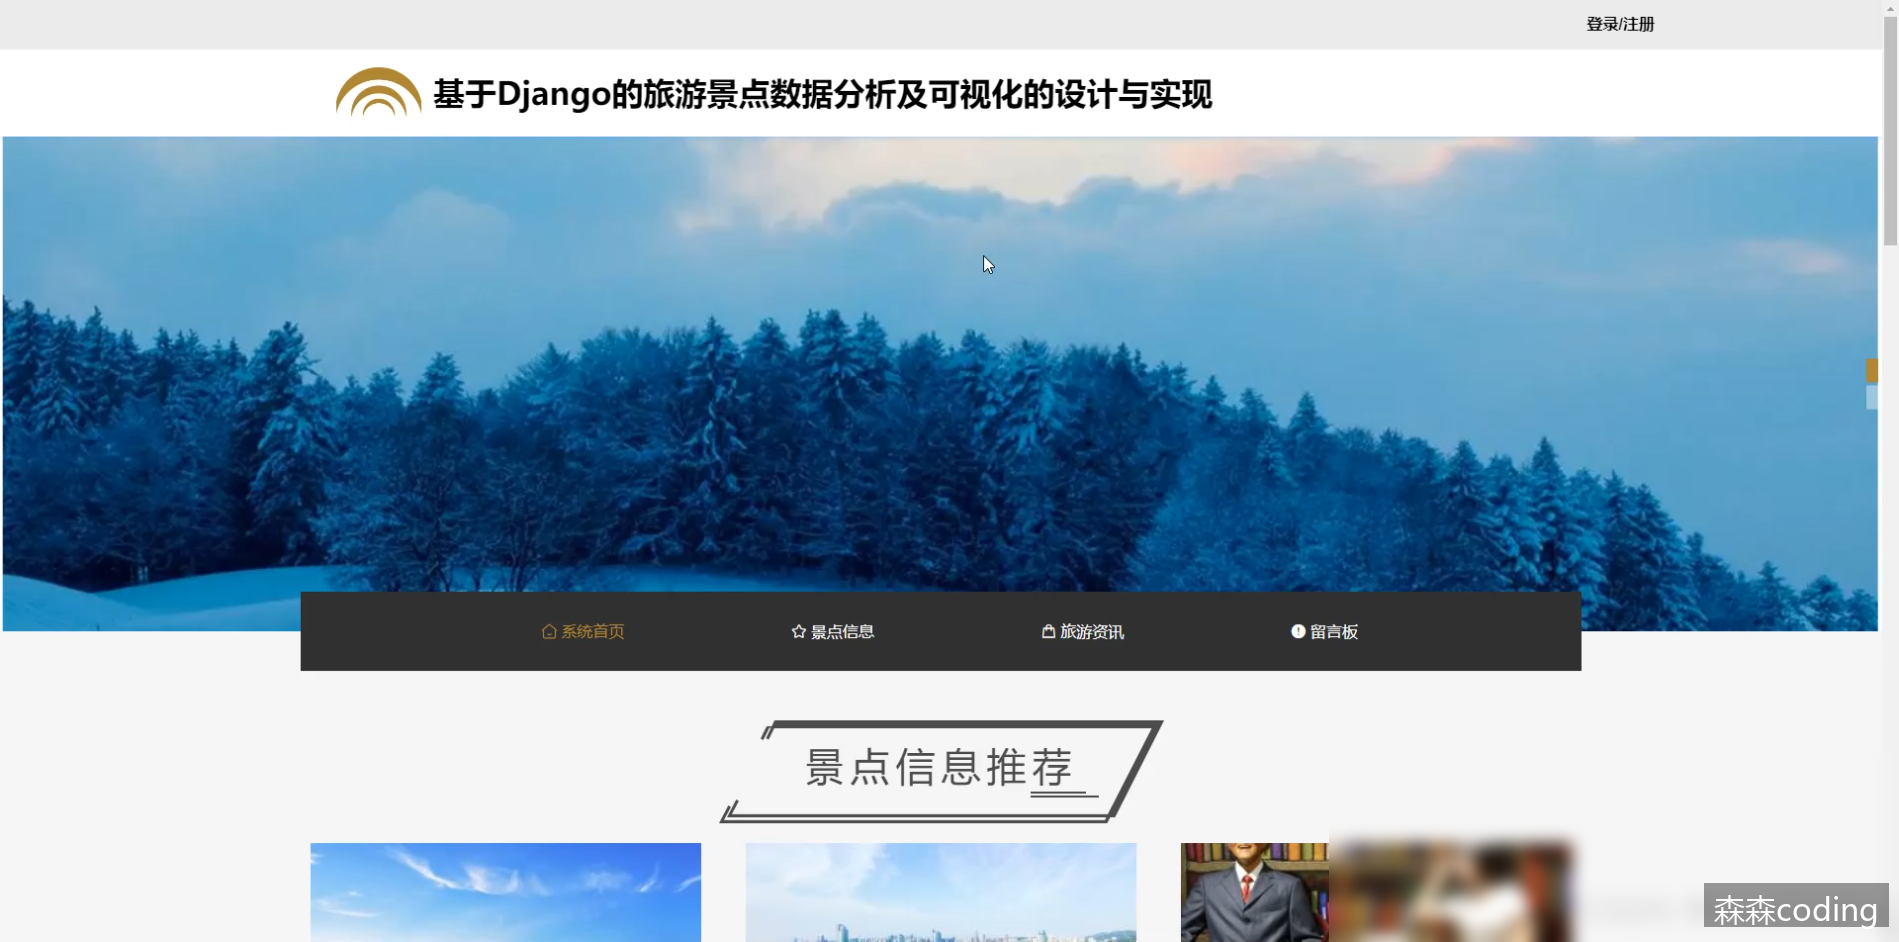 登录/注册
基于Django的旅游景点数据分析及可视化的设计与实现
系统首页
景点信息
旅游资讯
留言板
景点信息推荐
森森coding